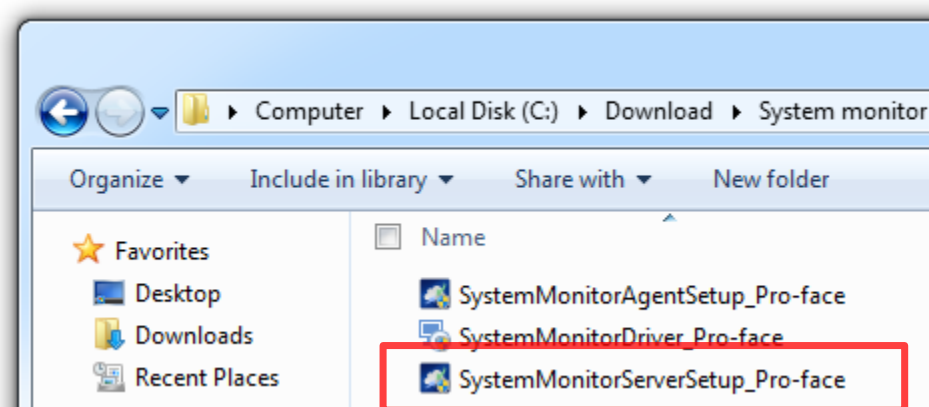 Computer Local Disk (C:) Download System monitor
Organize Include in library Share with New folder
Favorites
Desktop
Downloads
Recent Places
Name
SystemMonitorAgentSetup_Pro-face
SystemMonitorDriver_Pro-face
SystemMonitorServerSetup_Pro-face